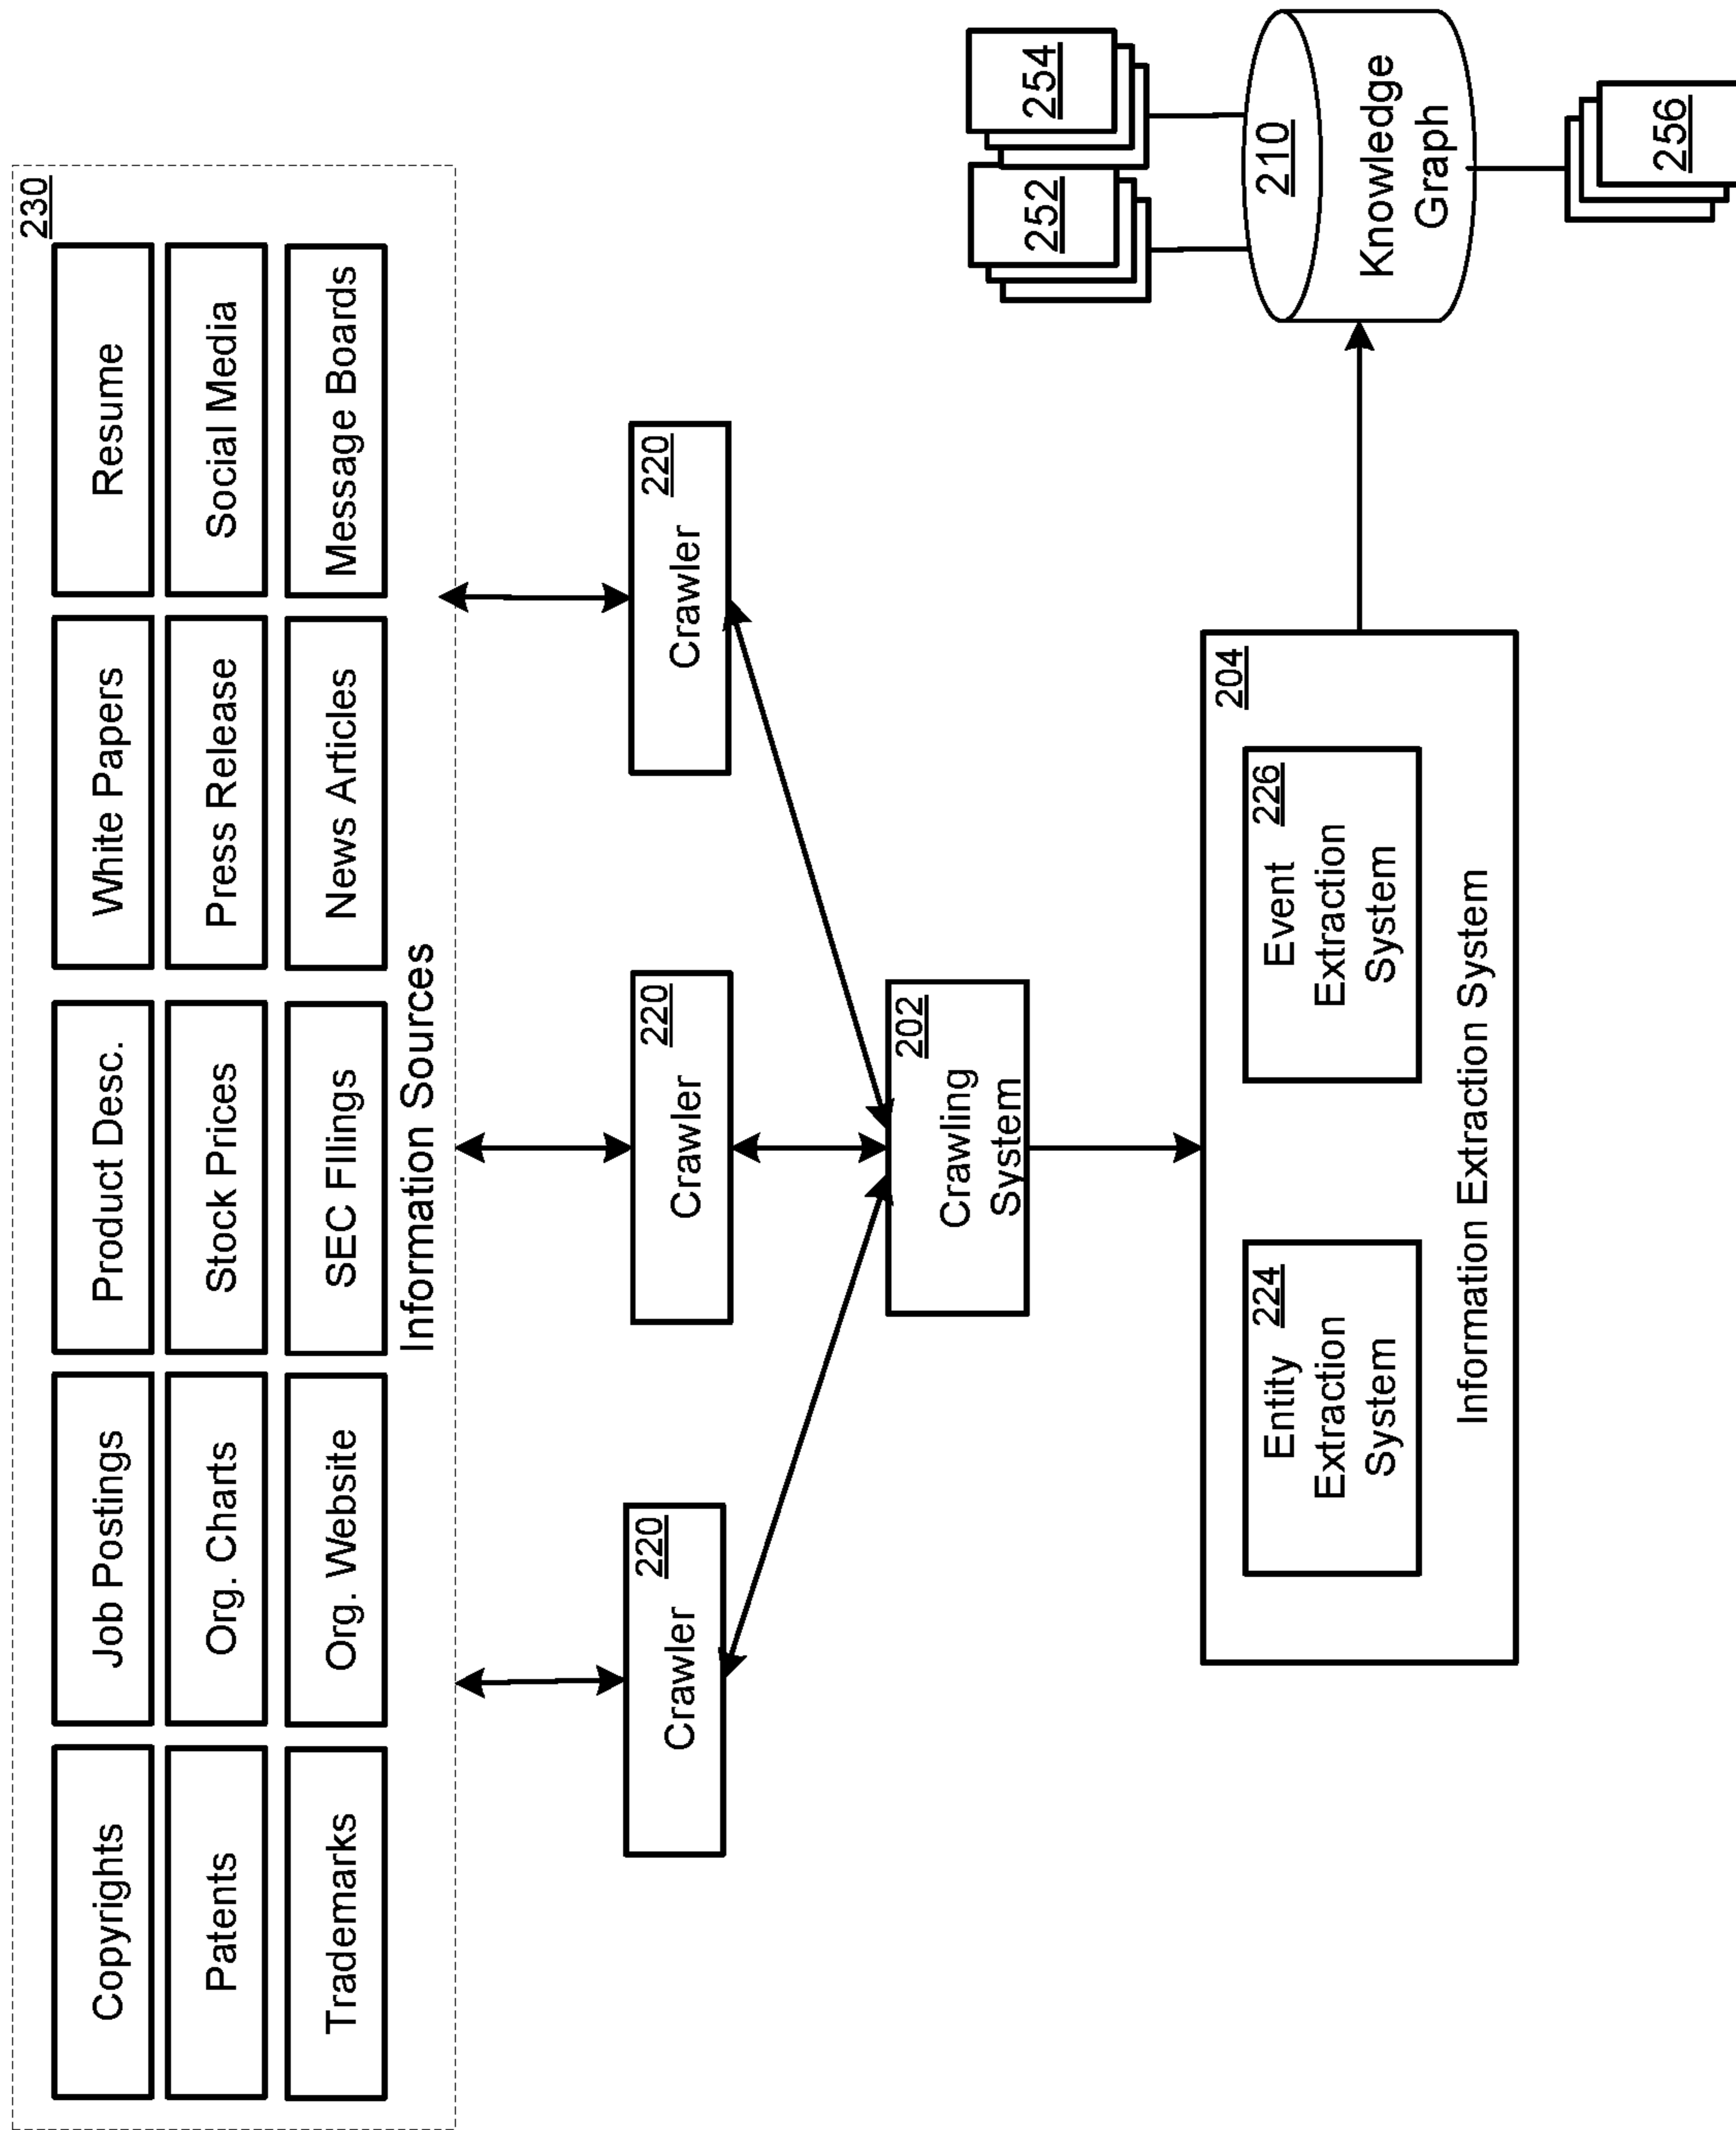 230
Copyrights
Job Postings
Product Desc.
White Papers
Resume
Patents
Org. Charts
Stock Prices
Press Release
Social Media
Trademarks
Org. Website
SEC FIlings
News Articles
Message Boards
Information Sources
220
Crawler
220
Crawler
220
Crawler
202
Crawling
System
204
Entity 224
Extraction
System
Event 226
Extraction
System
Information Extraction System
252
254
210
Knowledge
Graph
256